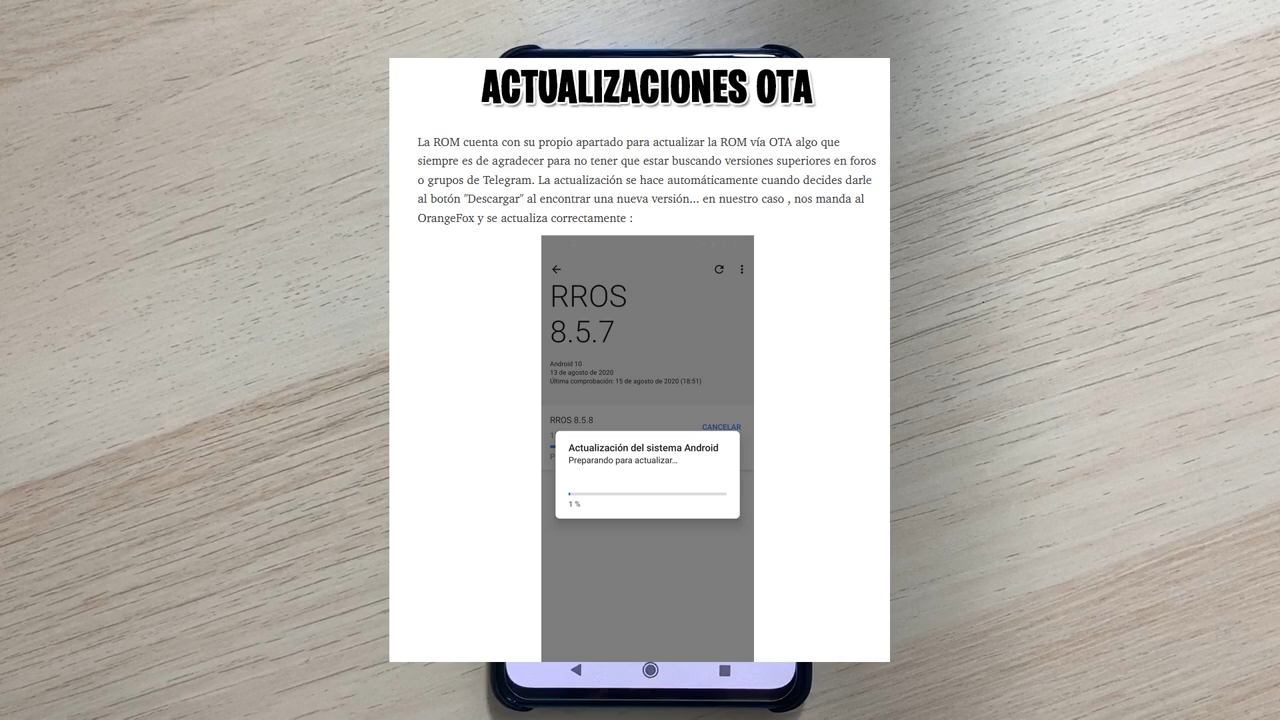 ACTUALIZACIONES OTA
La ROM cuenta con su propio apartado para actualizar la ROM vía OTA algo que
siempre es de agradecer para no tener que estar buscando versiones superiores en foros
o grupos de Telegram. La actualización se hace automáticamente cuando decides darle
al botón "Descargar" al encontrar una nueva versión... en nuestro caso , nos manda al
OrangeFox y se actualiza correctamente :
RROS
8.5.7
Android 10
13 de agosto de 2020
Última comprobación: 15 de agosto de 2020 (18:51)
RROS 8.5.8
CANCELAR
Actualización del sistema Android
Preparando para actualizar...
1 %